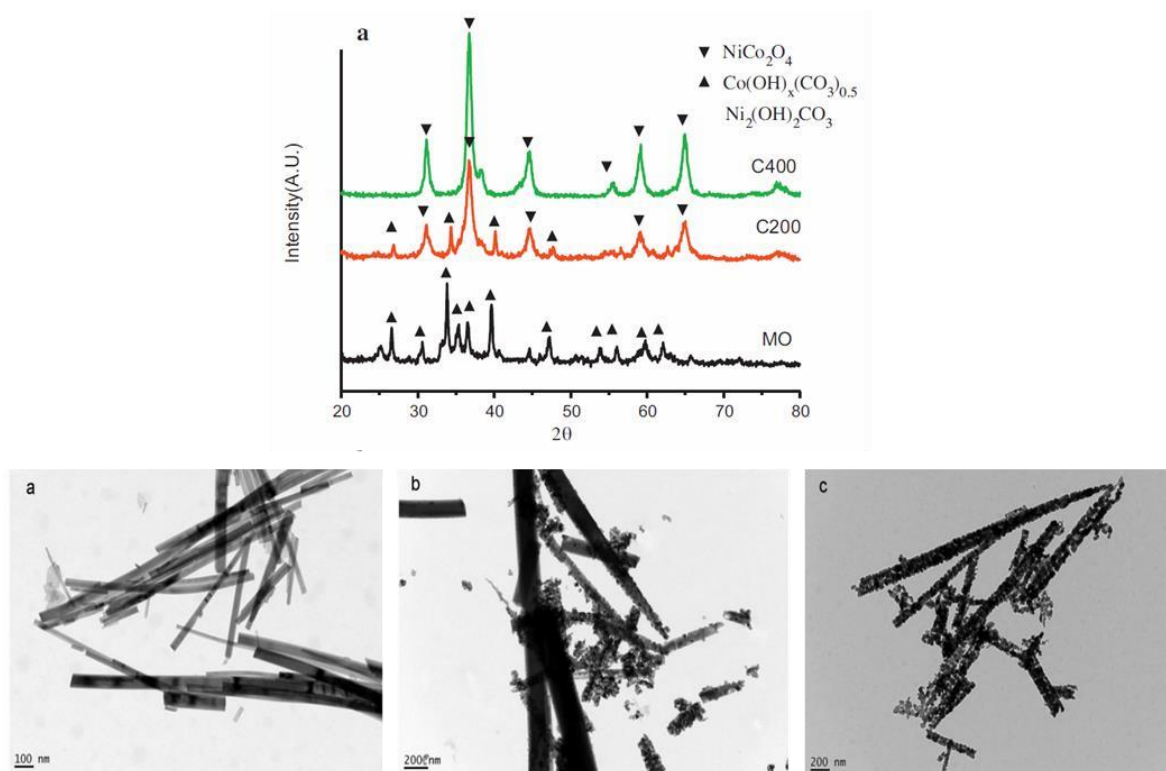 a
▼ NiCo₂O₄
▲ Co(OH)ₓ(CO₃)₀.₅
Ni₂(OH)₂CO₃
C400
C200
MO
Intensity(A.U.)
20 30 40 50 60 70 80
2θ
a
100 nm
b
200 nm
c
200 nm